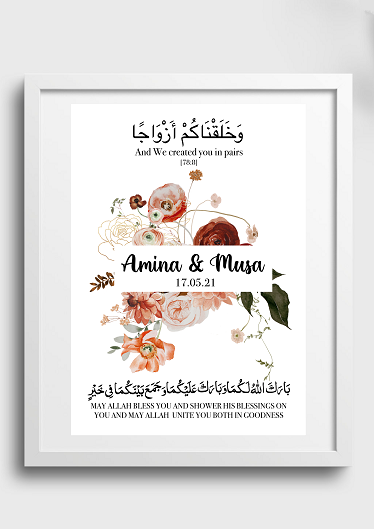 وَخَلَقْنَاكُمْ أَزْوَاجًا
And We created you in pairs
[78:8]
Amina & Musa
17.05.21
بَارَكَ اللهُ لَكُمَا وَبَارَكَ عَلَيْكُمَا وَجَمَعَ بَيْنَكُمَا فِي خَيْرٍ
MAY ALLAH BLESS YOU AND SHOWER HIS BLESSINGS ON
YOU AND MAY ALLAH UNITE YOU BOTH IN GOODNESS